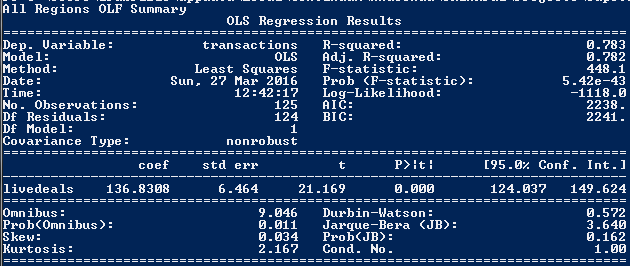 All Regions OLF Summary
OLS Regression Results
==============================================================================
Dep. Variable: transactions R-squared: 0.783
Model: OLS Adj. R-squared: 0.782
Method: Least Squares F-statistic: 448.1
Date: Sun, 27 Mar 2016 Prob (F-statistic): 5.42e-43
Time: 12:42:17 Log-Likelihood: -1118.0
No. Observations: 125 AIC: 2238.
Df Residuals: 124 BIC: 2241.
Df Model: 1
Covariance Type: nonrobust
==============================================================================
coef std err t P>|t| [95.0% Conf. Int.]
------------------------------------------------------------------------------
livedeals 136.8308 6.464 21.169 0.000 124.037 149.624
==============================================================================
Omnibus: 9.046 Durbin-Watson: 0.572
Prob(Omnibus): 0.011 Jarque-Bera (JB): 3.640
Skew: 0.034 Prob(JB): 0.162
Kurtosis: 2.167 Cond. No. 1.00
==============================================================================